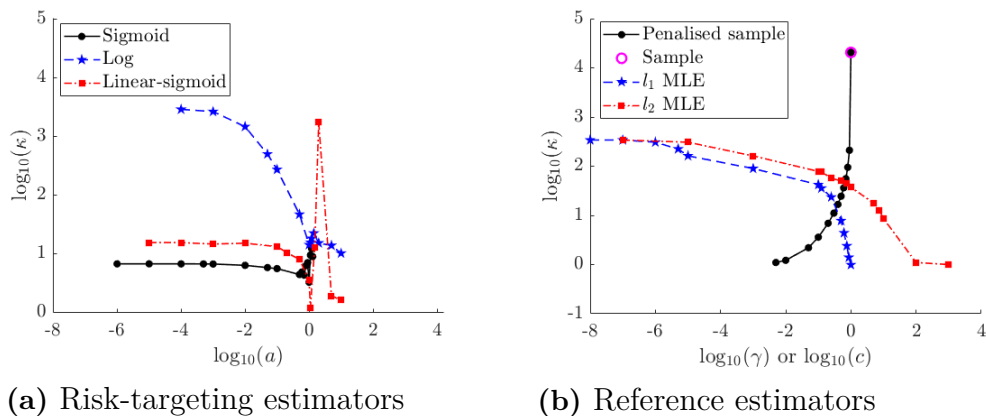 5
4
3
2
1
0
-8
-6
-4
-2
0
2
4
log10(κ)
log10(a)
Sigmoid
Log
Linear-sigmoid
(a) Risk-targeting estimators
5
4
3
2
1
0
-1
-8
-6
-4
-2
0
2
4
log10(κ)
log10(γ) or log10(c)
Penalised sample
Sample
l1 MLE
l2 MLE
(b) Reference estimators